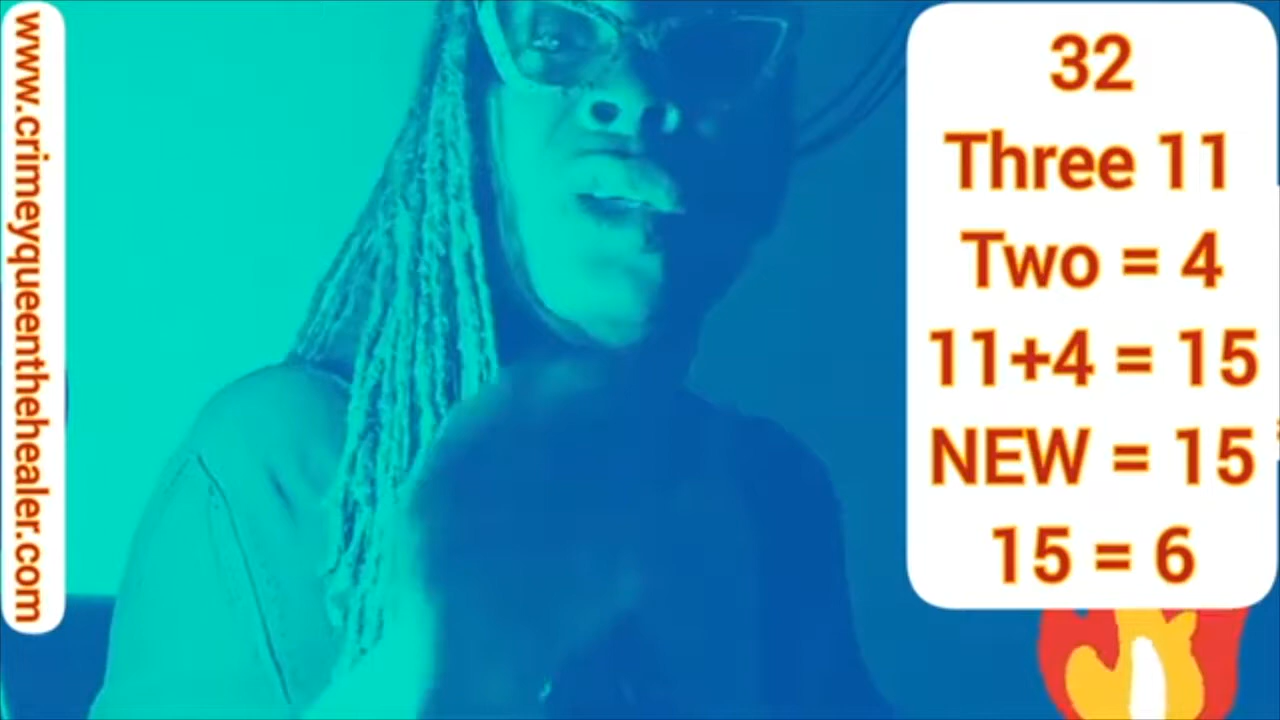 www.crimeyqueenthehealer.com
32
Three 11
Two = 4
11+4 = 15
NEW = 15
15 = 6